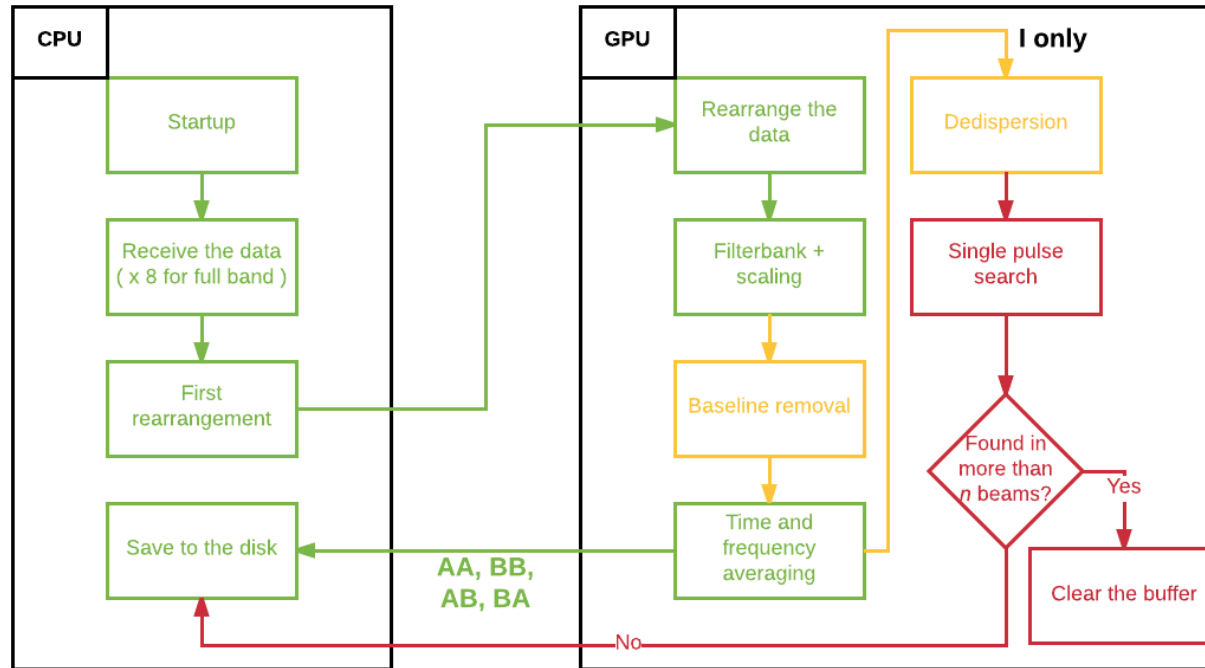 CPU
Startup
Receive the data
( x 8 for full band )
First
rearrangement
Save to the disk
AA, BB,
AB, BA
GPU
I only
Rearrange the
data
Filterbank +
scaling
Baseline removal
Time and
frequency
averaging
Dedispersion
Single pulse
search
Found in
more than
n beams?
Yes
Clear the buffer
No